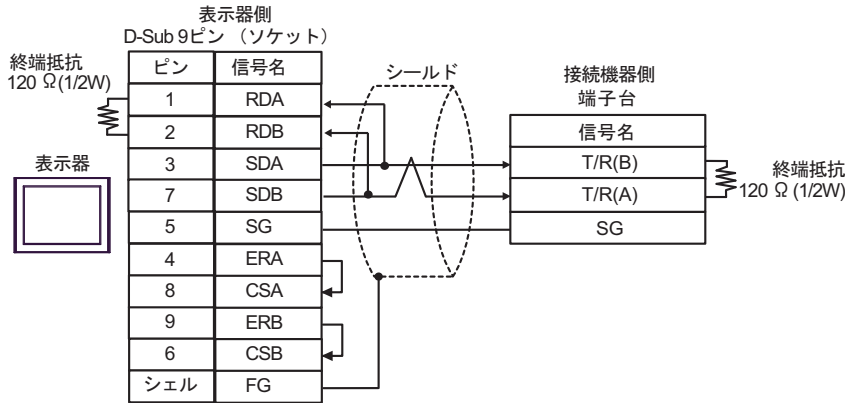 表示器側
D-Sub 9ピン （ソケット）
終端抵抗
120 Ω(1/2W)
ピン 信号名
1 RDA
2 RDB
3 SDA
7 SDB
5 SG
4 ERA
8 CSA
9 ERB
6 CSB
シェル FG
表示器
シールド
接続機器側
端子台
信号名
T/R(B)
T/R(A)
SG
終端抵抗
120 Ω (1/2W)